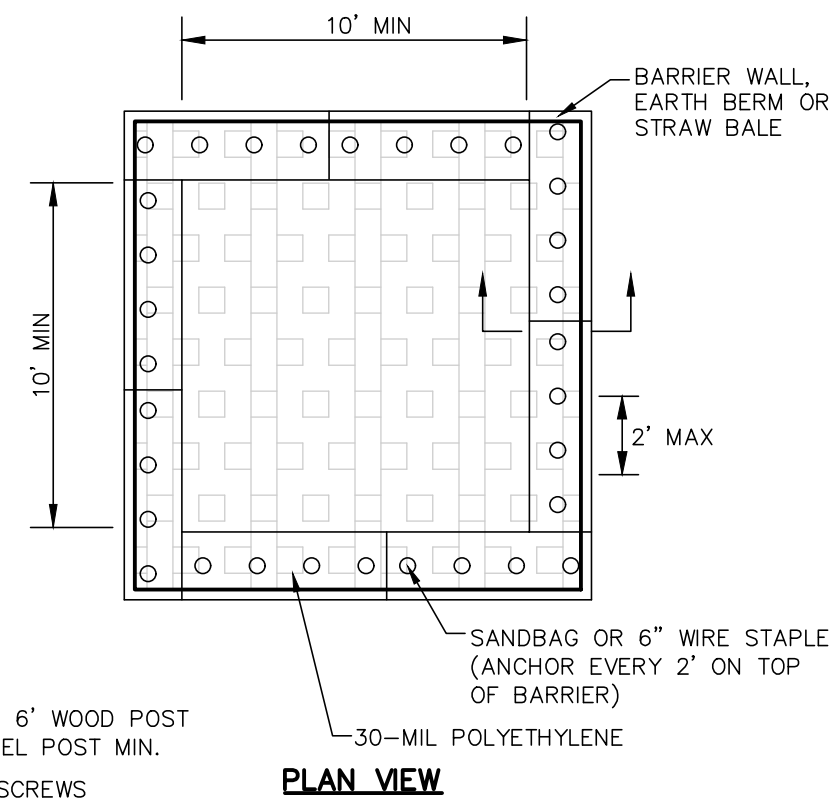 10' MIN
BARRIER WALL,
EARTH BERM OR
STRAW BALE
10' MIN
2' MAX
SANDBAG OR 6" WIRE STAPLE
(ANCHOR EVERY 2' ON TOP
OF BARRIER)
30-MIL POLYETHYLENE
6' WOOD POST
EL POST MIN.
SCREWS
PLAN VIEW